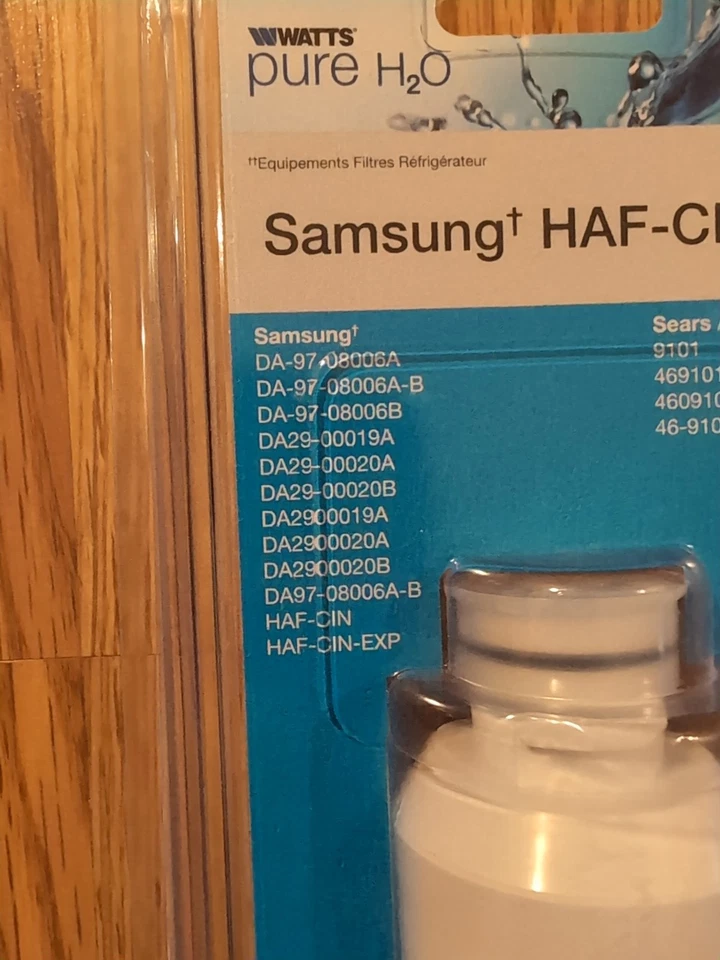 WATTS
pure H₂O
††Equipements Filtres Réfrigérateur
Samsung† HAF-CI
Samsung†
DA-97-08006A
DA-97-08006A-B
DA-97-08006B
DA29-00019A
DA29-00020A
DA29-00020B
DA2900019A
DA2900020A
DA2900020B
DA97-08006A-B
HAF-CIN
HAF-CIN-EXP
Sears
9101
469101
460910
46-910